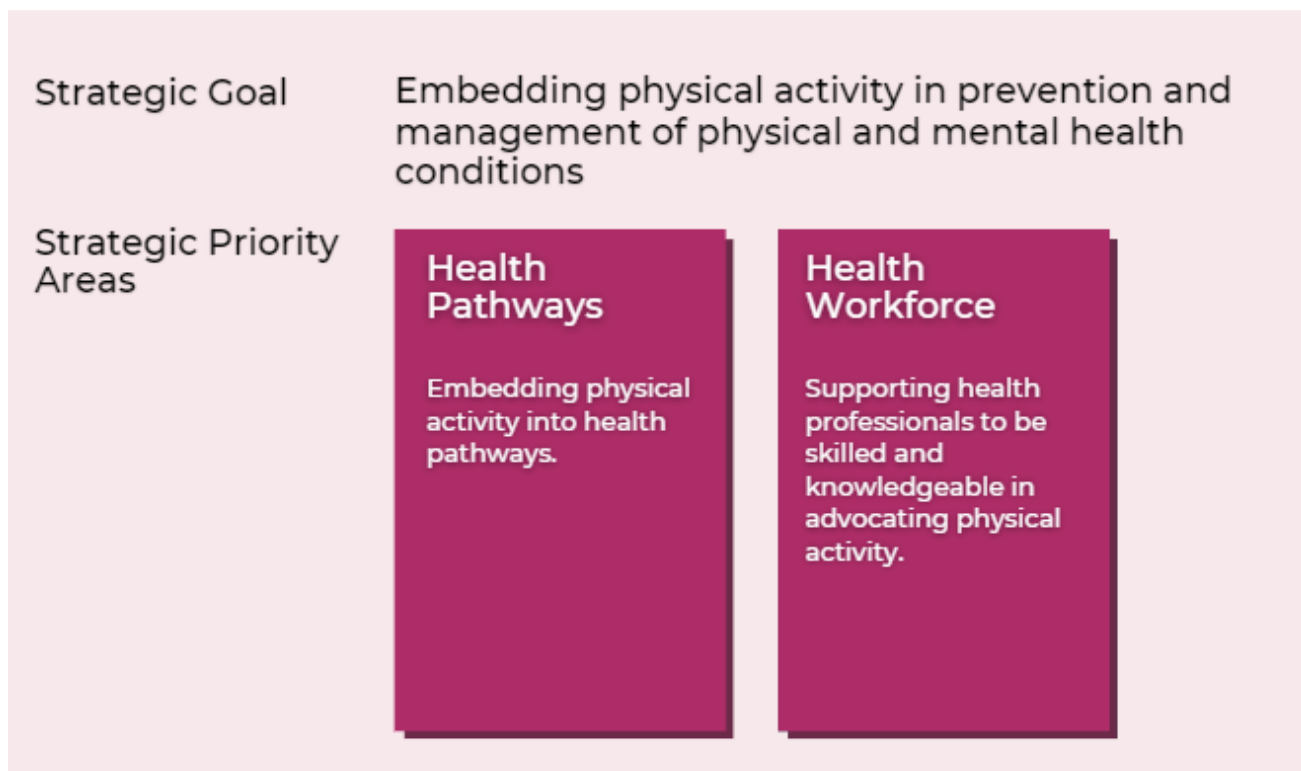 Strategic Goal
Embedding physical activity in prevention and
management of physical and mental health
conditions
Strategic Priority
Areas
Health
Pathways
Embedding physical
activity into health
pathways.
Health
Workforce
Supporting health
professionals to be
skilled and
knowledgeable in
advocating physical
activity.